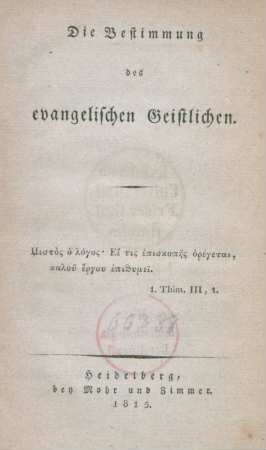 Die Bestimmung
des
evangelischen Geistlichen.
Πιστὸς ὁ λόγος· Εἴ τις ἐπισκοπῆς ὀρέγεται,
καλοῦ ἔργου ἐπιθυμεῖ.
1. Thim. III, 1.
Heidelberg,
bey Mohr und Zimmer.
1815.